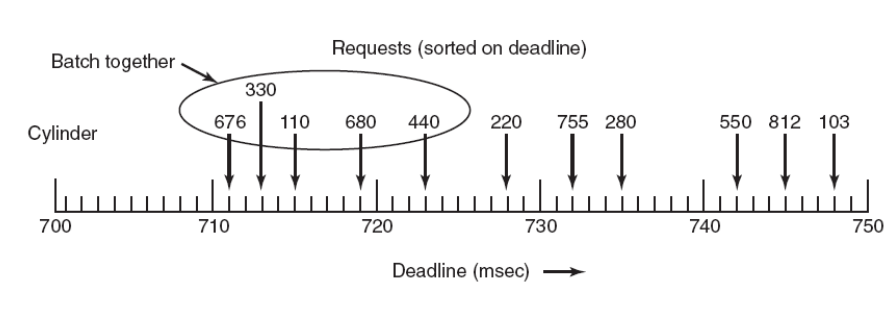 Requests (sorted on deadline)
Batch together
330
676 110 680 440 220 755 280 550 812 103
Cylinder
700 710 720 730 740 750
Deadline (msec)